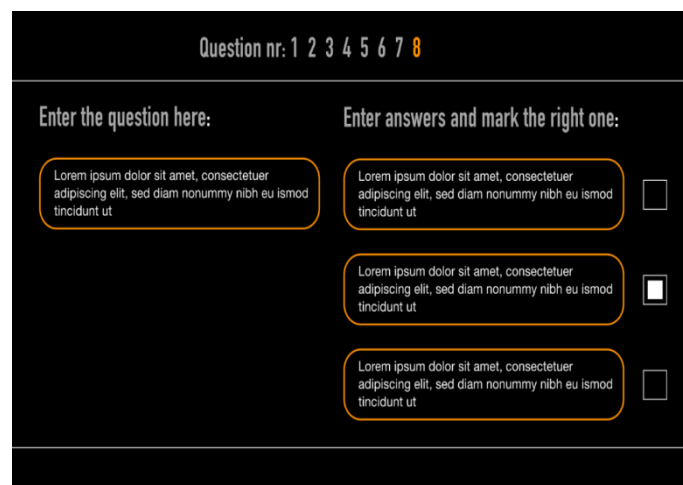 Question nr: 1 2 3 4 5 6 7 8
Enter the question here:
Lorem ipsum dolor sit amet, consectetuer
adipiscing elit, sed diam nonummy nibh eu ismod
tincidunt ut
Enter answers and mark the right one:
Lorem ipsum dolor sit amet, consectetuer
adipiscing elit, sed diam nonummy nibh eu ismod
tincidunt ut
Lorem ipsum dolor sit amet, consectetuer
adipiscing elit, sed diam nonummy nibh eu ismod
tincidunt ut
Lorem ipsum dolor sit amet, consectetuer
adipiscing elit, sed diam nonummy nibh eu ismod
tincidunt ut